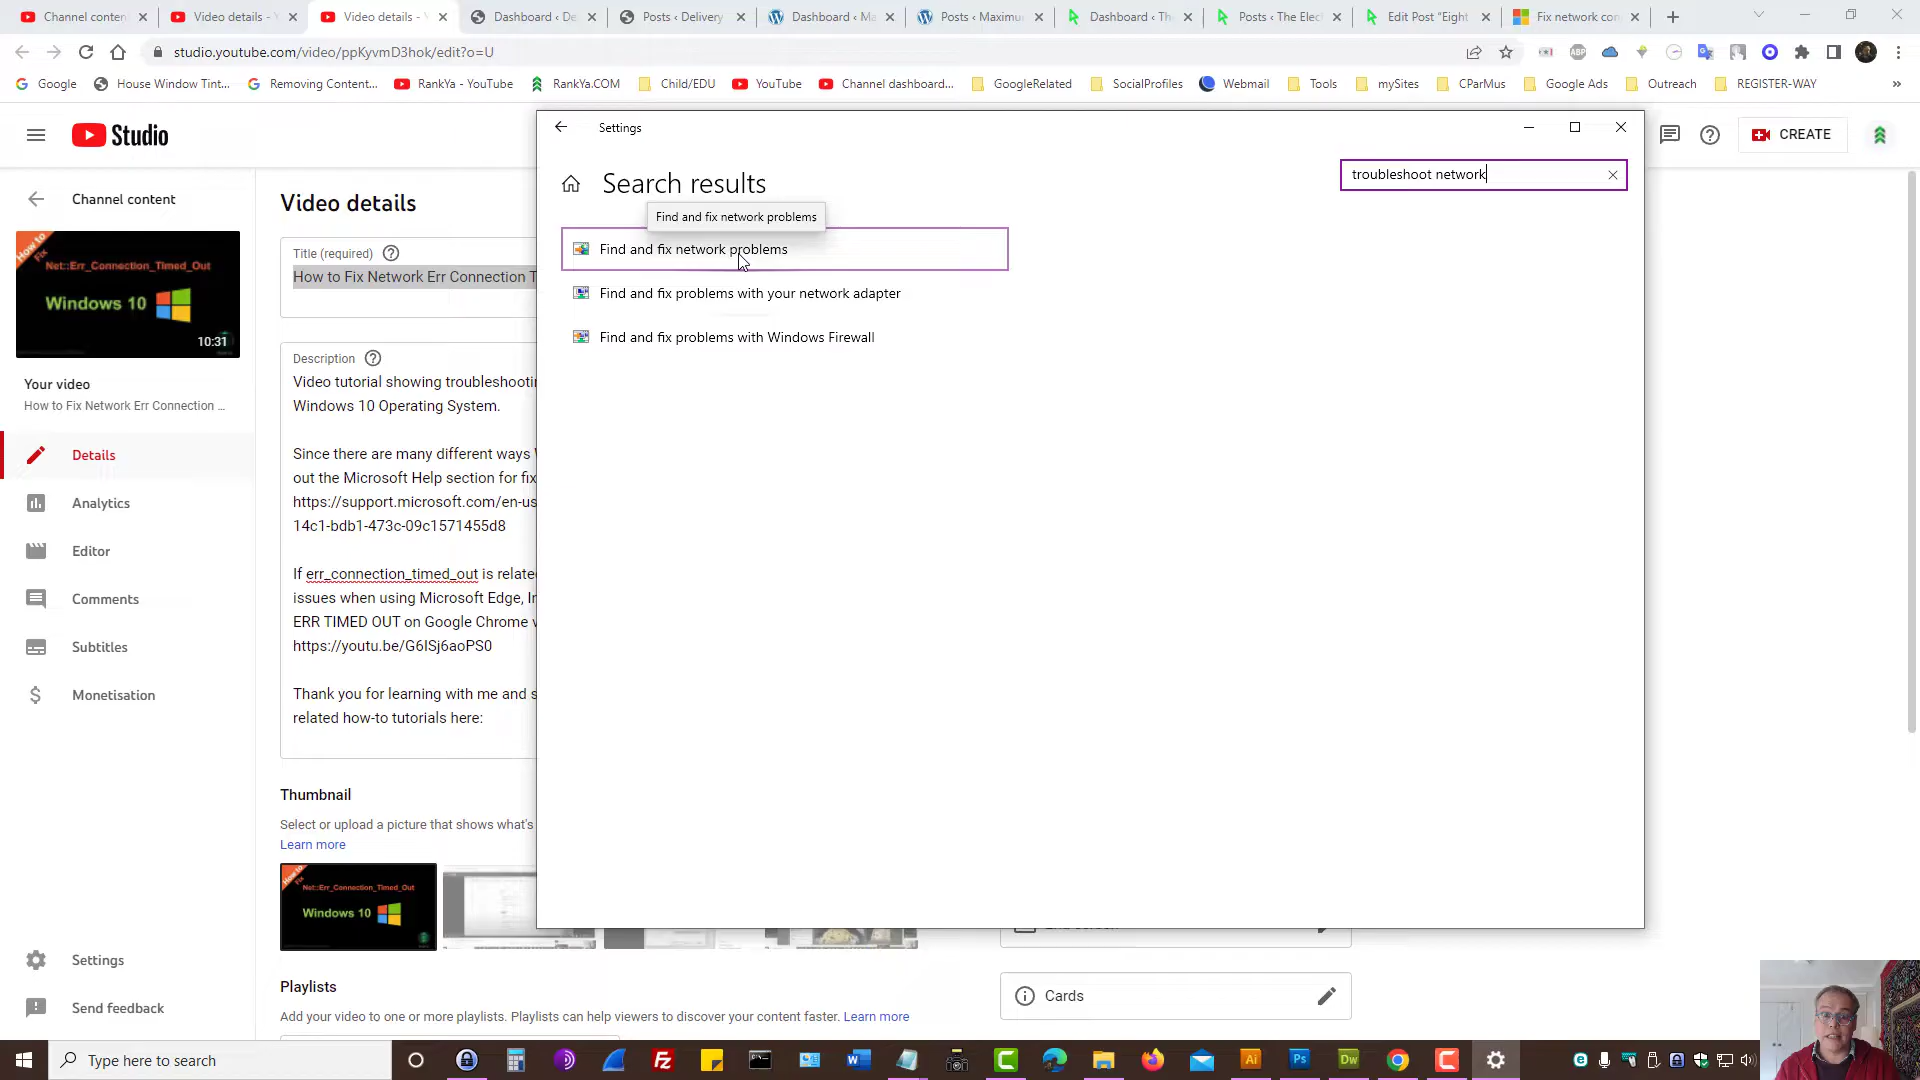 Channel conten
Video details - Y
Video details - Y
Dashboard ‹ De
Posts ‹ Delivery
Dashboard ‹ Ma
Posts ‹ Maximu
Dashboard ‹ Th
Posts ‹ The Elec
Edit Post "Eight
Fix network con
studio.youtube.com/video/ppKyvmD3hok/edit?o=U
Google
House Window Tint...
Removing Content...
RankYa - YouTube
RankYa.COM
Child/EDU
YouTube
Channel dashboard...
GoogleRelated
SocialProfiles
Webmail
Tools
mySites
CParMus
Google Ads
Outreach
REGISTER-WAY
»
Studio
CREATE
Channel content
How to Fix
Net::Err_Connection_Timed_Out
Windows 10
10:31
Your video
How to Fix Network Err Connection ...
Details
Analytics
Editor
Comments
Subtitles
Monetisation
Settings
Send feedback
Video details
Title (required)
How to Fix Network Err Connection T
Description
Video tutorial showing troubleshootin
Windows 10 Operating System.
Since there are many different ways
out the Microsoft Help section for fix
https://support.microsoft.com/en-us
14c1-bdb1-473c-09c1571455d8
If err_connection_timed_out is relate
issues when using Microsoft Edge, In
ERR TIMED OUT on Google Chrome
https://youtu.be/G6ISj6aoPS0
Thank you for learning with me and s
related how-to tutorials here:
Thumbnail
Select or upload a picture that shows what's
Learn more
How to Fix
Net::Err_Connection_Timed_Out
Windows 10
Playlists
Add your video to one or more playlists. Playlists can help viewers to discover your content faster. Learn more
Cards
Settings
Search results
troubleshoot network
Find and fix network problems
Find and fix network problems
Find and fix problems with your network adapter
Find and fix problems with Windows Firewall
Type here to search
Ai
Ps
Dw